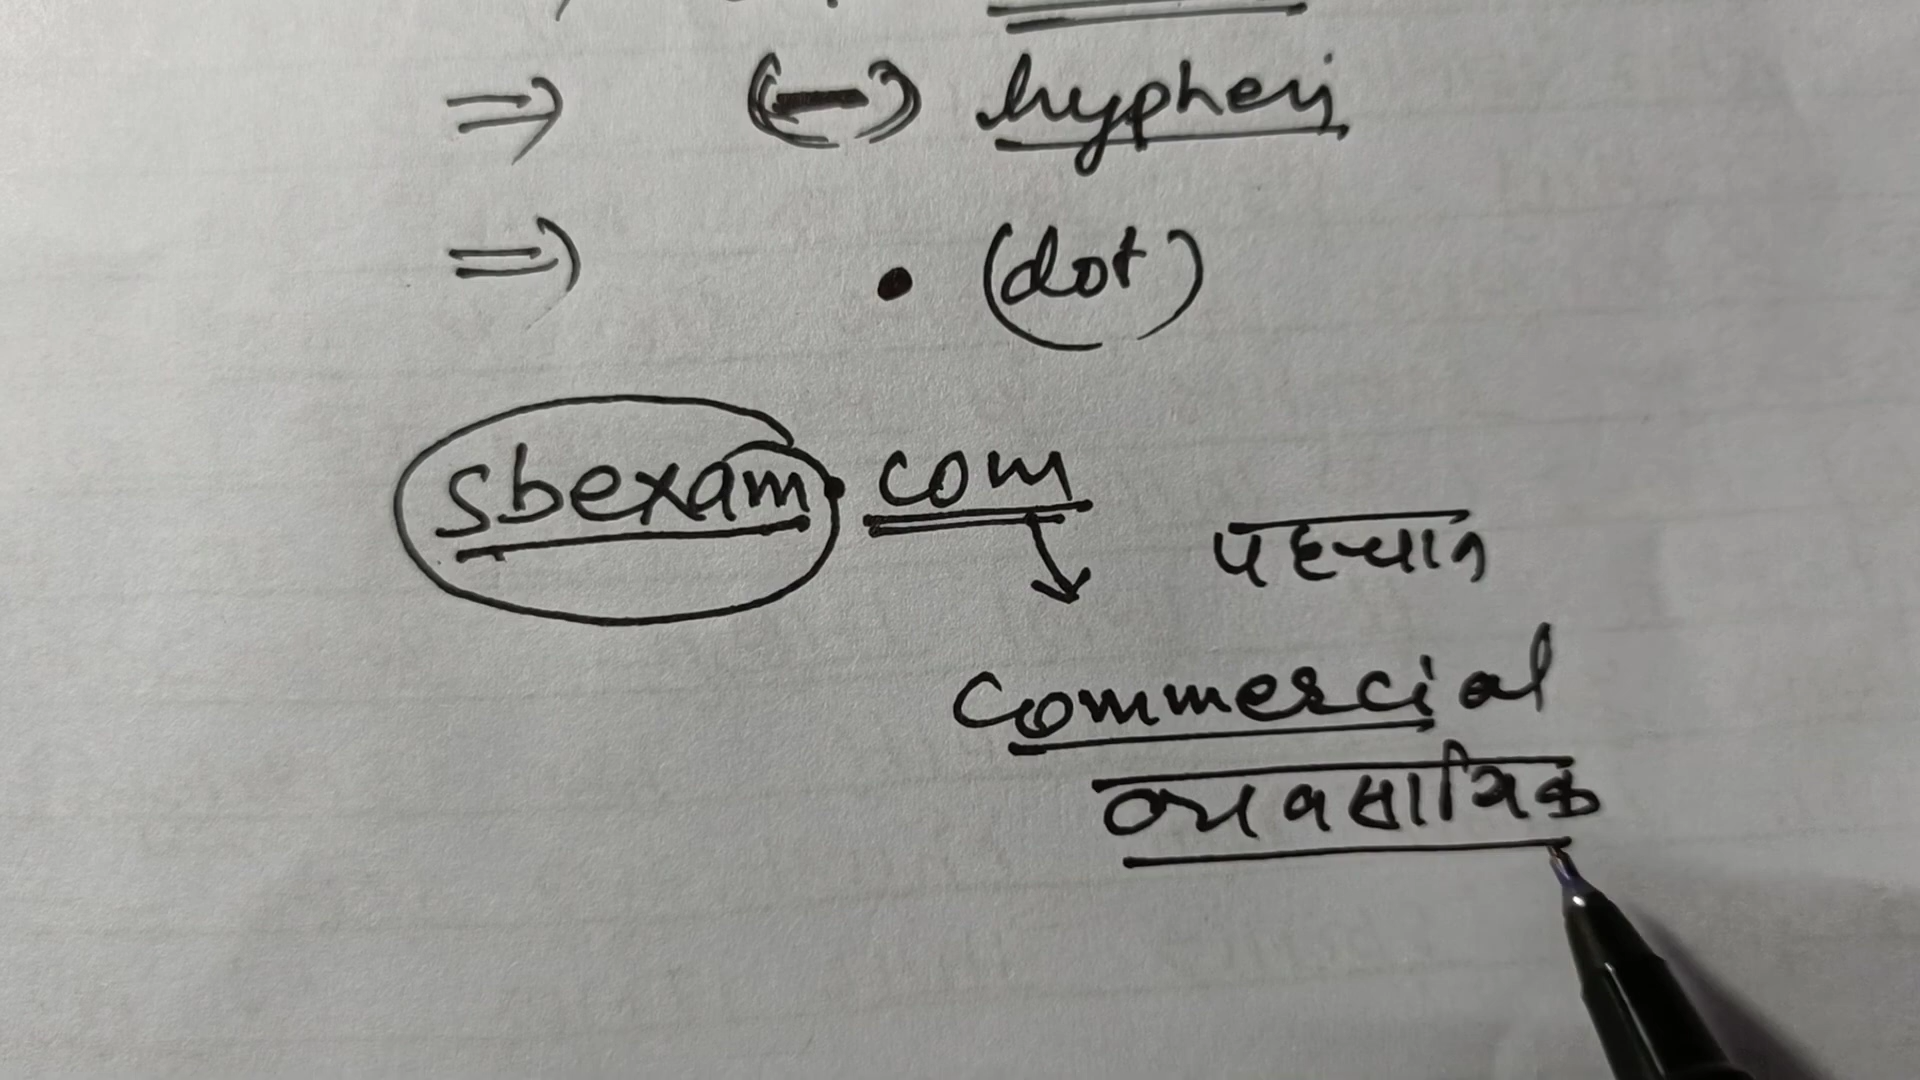 ⇒ (-) hyphen
⇒ • (dot)
sbexam.com
पहचान
Commercial
व्यवसायिक